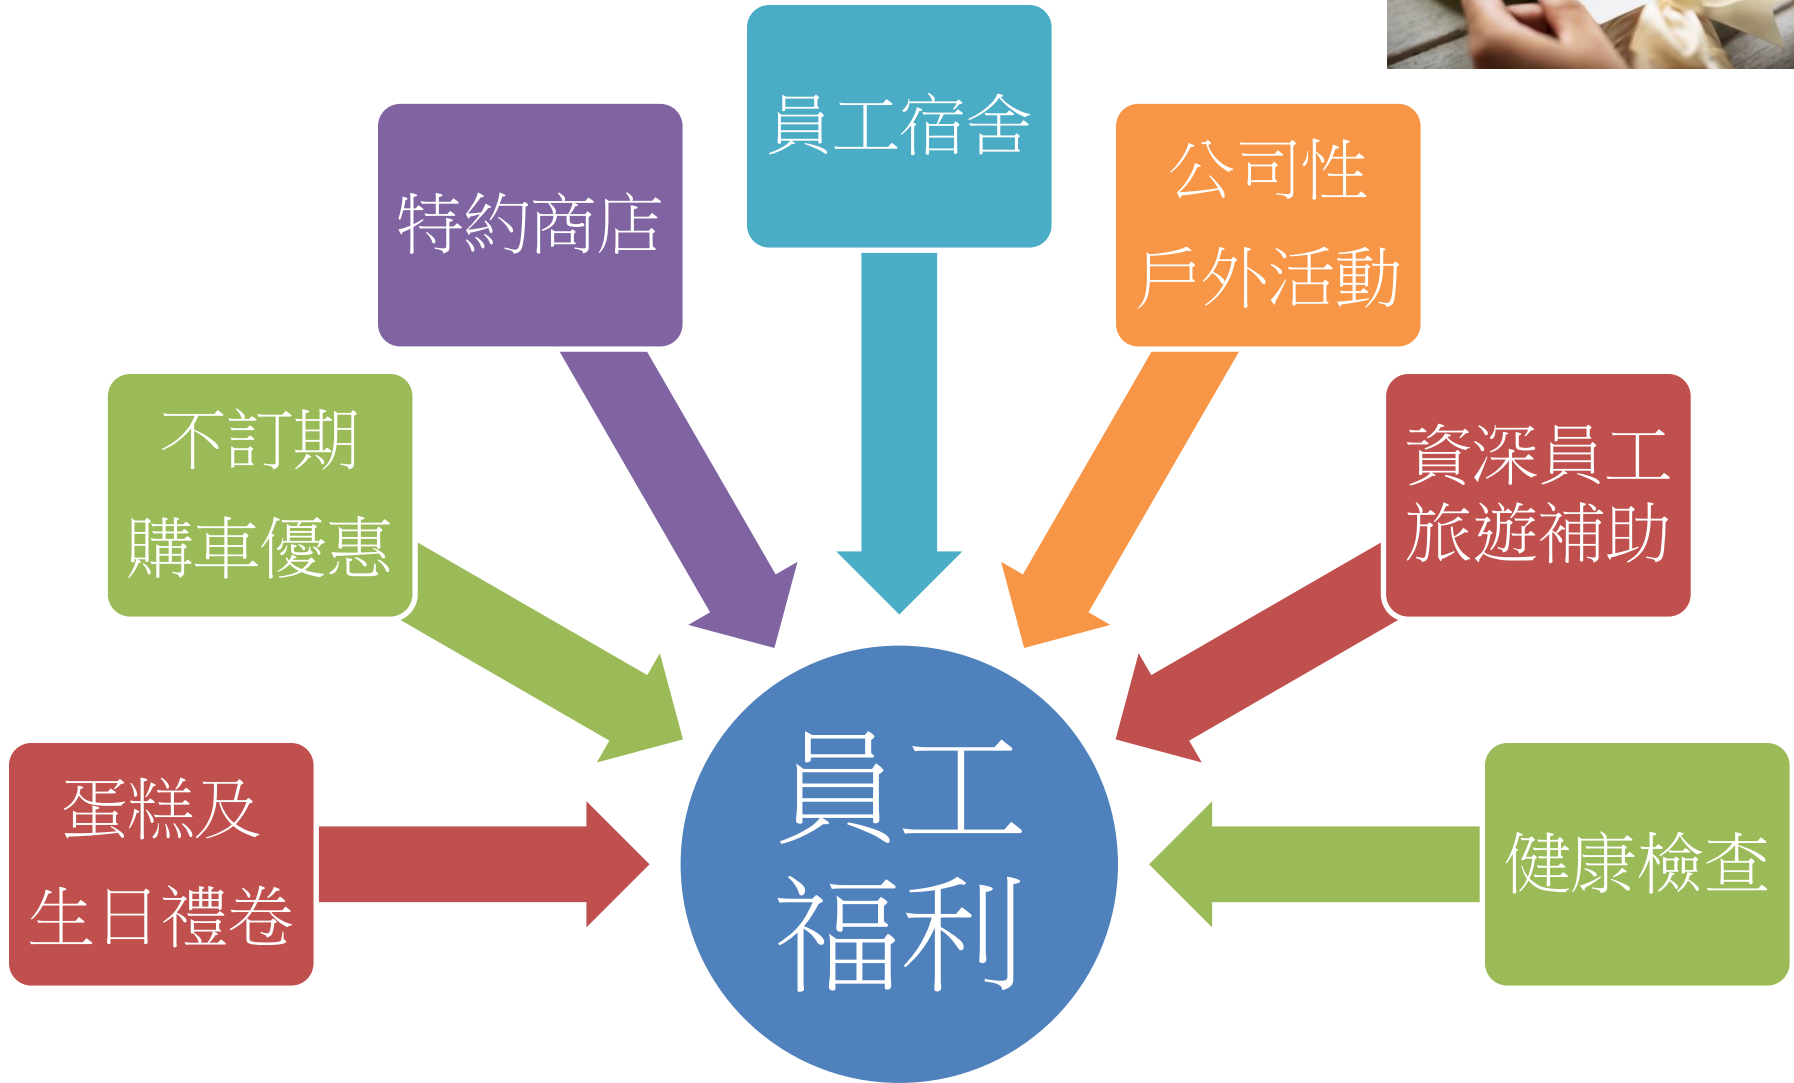 員工宿舍
特約商店
公司性
戶外活動
不訂期
購車優惠
資深員工
旅遊補助
蛋糕及
生日禮卷
健康檢查
員工
福利